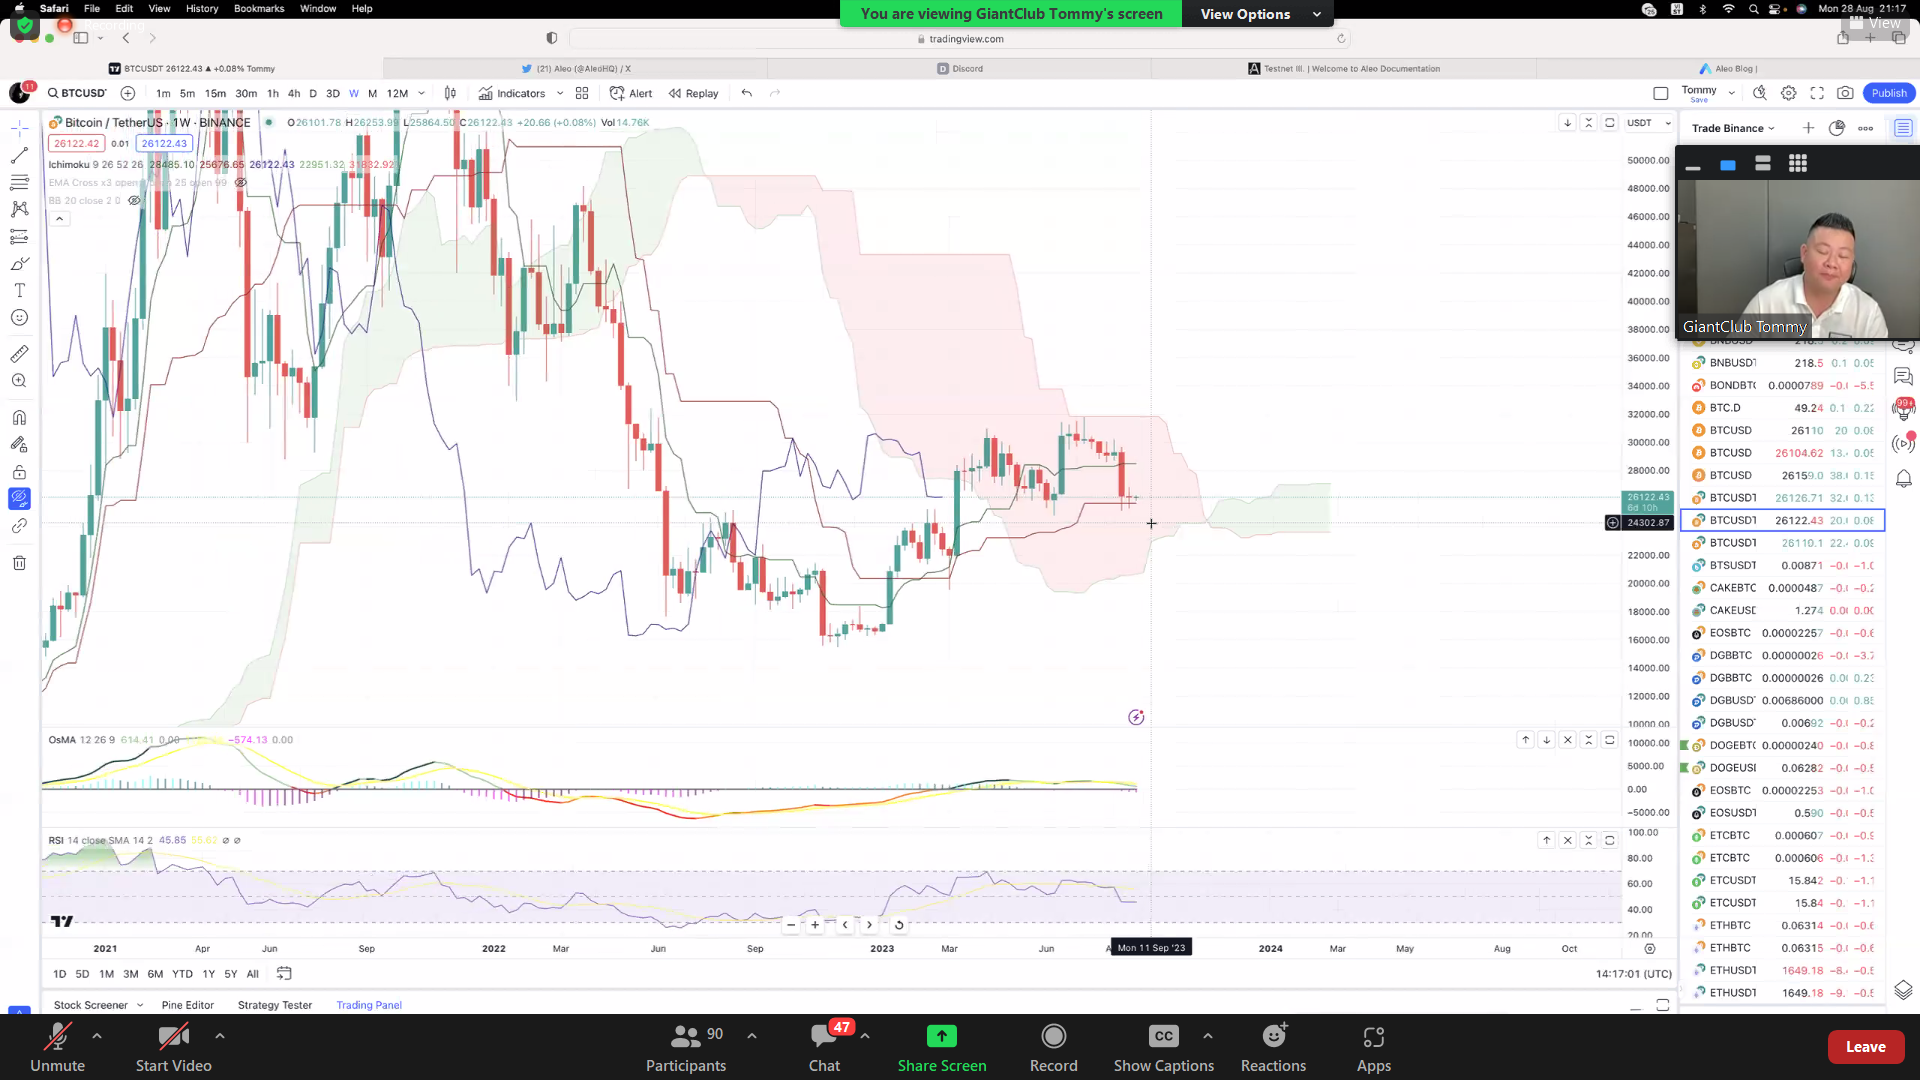 Safari File Edit View History Bookmarks Window Help
Mon 28 Aug 21:17
You are viewing GiantClub Tommy's screen
View Options
Recording
View
tradingview.com
BTCUSDT 26122.43 ▲ +0.08% Tommy
(21) Aleo (@AleoHQ) / X
Discord
Testnet III. | Welcome to Aleo Documentation
Aleo Blog |
11
BTCUSD
1m 5m 15m 30m 1h 4h D 3D W M 12M
Indicators
Alert
Replay
Tommy
Save
Publish
Bitcoin / TetherUS · 1W · BINANCE
O26101.78 H26253.99 L25864.50 C26122.43 +20.66 (+0.08%) Vol14.76K
26122.42 0.01 26122.43
Ichimoku 9 26 52 26 28485.10 25676.65 26122.43 22951.32 31832.92
BB 20 close 2 0
USDT
50000.00
48000.00
46000.00
44000.00
42000.00
40000.00
38000.00
36000.00
34000.00
32000.00
30000.00
28000.00
26122.43
6d 10h
24302.87
22000.00
20000.00
18000.00
16000.00
14000.00
12000.00
10000.00
OsMA 12 26 9 614.41 0.00 −574.13 0.00
10000.00
5000.00
0.00
−5000.00
RSI 14 close SMA 14 2 45.85 55.62 ∅ ∅
100.00
80.00
60.00
40.00
20.00
2021 Apr Jun Sep 2022 Mar Jun Sep 2023 Mar Jun
Mon 11 Sep '23
2024 Mar May Aug Oct
1D 5D 1M 3M 6M YTD 1Y 5Y All
14:17:01 (UTC)
Stock Screener Pine Editor Strategy Tester Trading Panel
Trade Binance
GiantClub Tommy
99+
BNBUSDT 218.5 0.1 0.05
BONDBTC 0.0000789 −0.0 −5.5
BTC.D 49.24 0.1 0.22
BTCUSD 26110 20 0.08
BTCUSD 26104.62 13. 0.05
BTCUSD 26159.0 38. 0.15
BTCUSDT 26126.71 32. 0.13
BTCUSDT 26122.43 20. 0.08
BTCUSDT 26110.1 22. 0.09
BTSUSDT 0.00871 −0. −1.0
CAKEBTC 0.0000487 −0. −0.2
CAKEUSD 1.274 0.00 0.00
EOSBTC 0.00002257 −0. −0.6
DGBBTC 0.00000026 −0. −3.7
DGBBTC 0.00000026 0.00 0.23
DGBUSDT 0.00686000 0.00 0.85
DGBUSDT 0.00692 −0. −0.2
DOGEBTC 0.00000240 −0. −0.8
DOGEUSD 0.06282 −0. −0.5
EOSBTC 0.00002253 −0. −1.0
EOSUSDT 0.590 −0. −0.5
ETCBTC 0.000607 −0. −0.9
ETCBTC 0.000606 −0. −1.3
ETCUSDT 15.842 −0. −1.1
ETCUSDT 15.84 −0. −1.1
ETHBTC 0.06314 −0. −0.6
ETHBTC 0.06315 −0. −0.6
ETHUSDT 1649.18 −8. −0.5
ETHUSDT 1649.18 −9. −0.5
Unmute
Start Video
90
Participants
47
Chat
Share Screen
Record
CC
Show Captions
Reactions
Apps
Leave